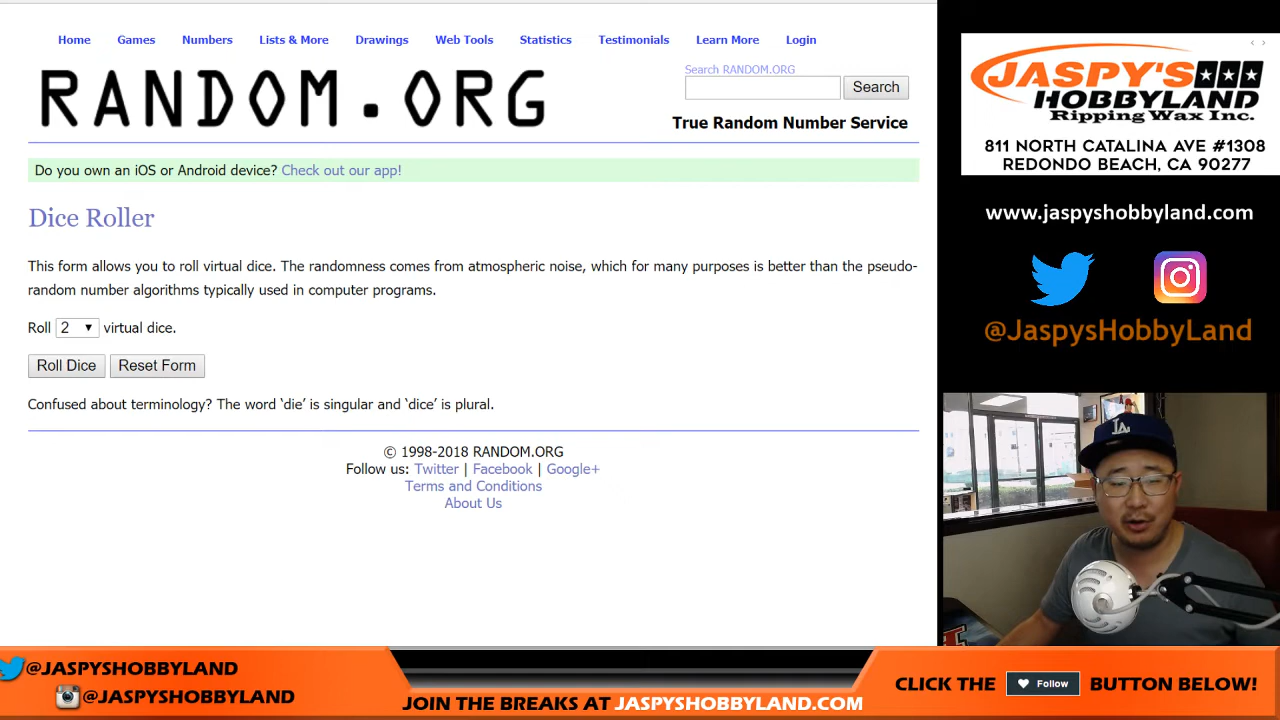 Home Games Numbers Lists & More Drawings Web Tools Statistics Testimonials Learn More Login
RANDOM.ORG
Search RANDOM.ORG
Search
True Random Number Service
Do you own an iOS or Android device? Check out our app!
Dice Roller
This form allows you to roll virtual dice. The randomness comes from atmospheric noise, which for many purposes is better than the pseudo-
random number algorithms typically used in computer programs.
Roll 2 virtual dice.
Roll Dice Reset Form
Confused about terminology? The word ‘die’ is singular and ‘dice’ is plural.
© 1998-2018 RANDOM.ORG
Follow us: Twitter | Facebook | Google+
Terms and Conditions
About Us
JASPY'S
HOBBYLAND
Ripping Wax Inc.
811 NORTH CATALINA AVE #1308
REDONDO BEACH, CA 90277
www.jaspyshobbyland.com
@JaspysHobbyLand
LA
@JASPYSHOBBYLAND
@JASPYSHOBBYLAND
JOIN THE BREAKS AT JASPYSHOBBYLAND.COM
CLICK THE Follow BUTTON BELOW!